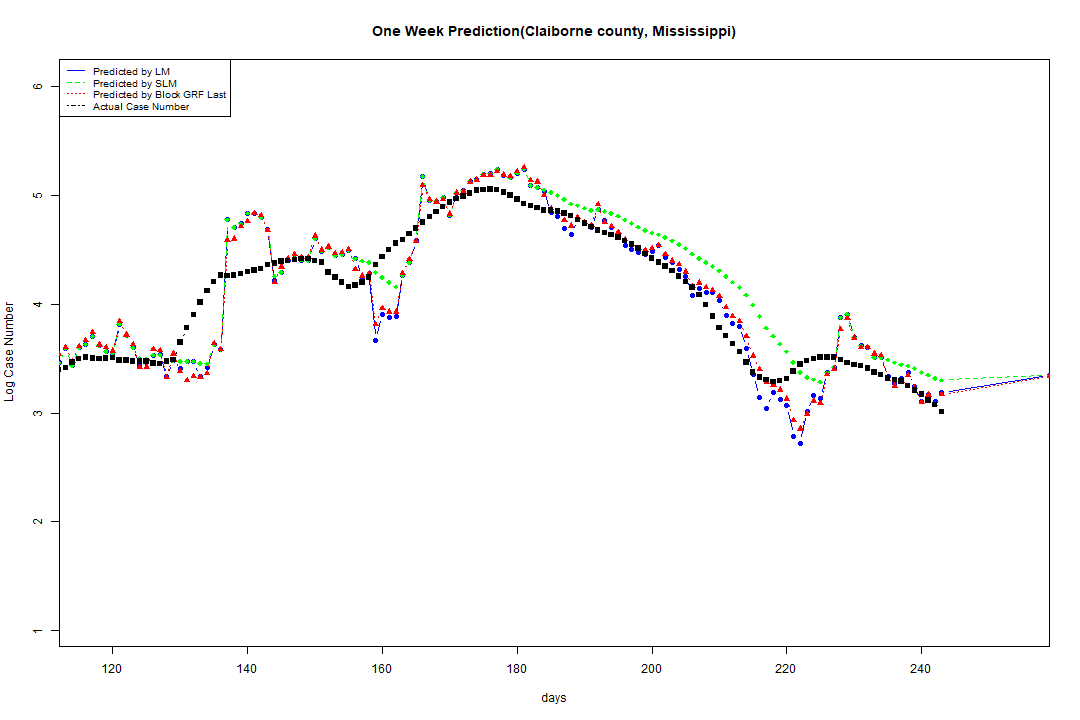 One Week Prediction(Claiborne county, Mississippi)
Predicted by LM
Predicted by SLM
Predicted by Block GRF Last
Actual Case Number
6
5
4
3
2
1
Log Case Number
120 140 160 180 200 220 240
days